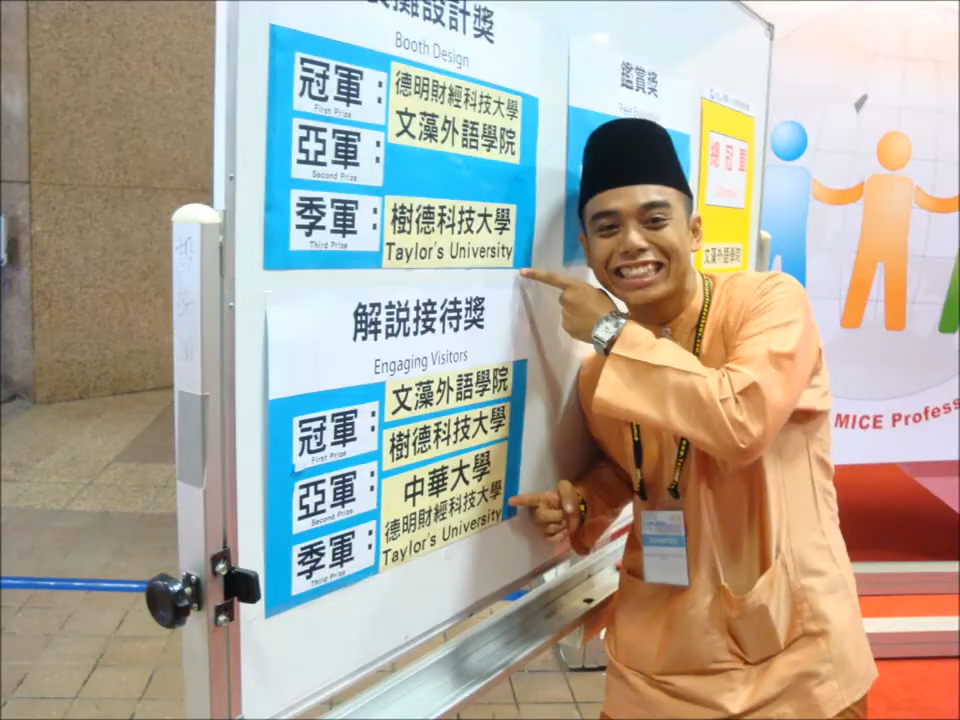 攤設計獎
Booth Design
冠軍：
First Prize
德明財經科技大學
文藻外語學院
亞軍：
Second Prize
季軍：
Third Prize
樹德科技大學
Taylor's University
解說接待獎
Engaging Visitors
冠軍：
First Prize
文藻外語學院
樹德科技大學
亞軍：
Second Prize
中華大學
季軍：
Third Prize
德明財經科技大學
Taylor's University
鑑賞獎
總冠軍
文藻外語學院
MICE Profess